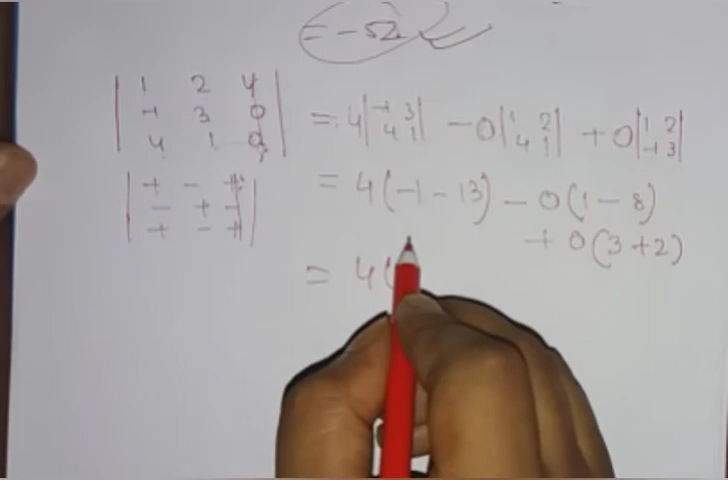 = -52
| 1 2 4 |
| -1 3 0 | = 4 | -1 3 | - 0 | 1 2 | + 0 | 1 2 |
| 4 1 0 | | 4 1 | | 4 1 | | -1 3 |
| + - + | = 4 (-1 - 13) - 0 (1 - 8)
| - + - | + 0 (3 + 2)
| + - + |
= 4 (